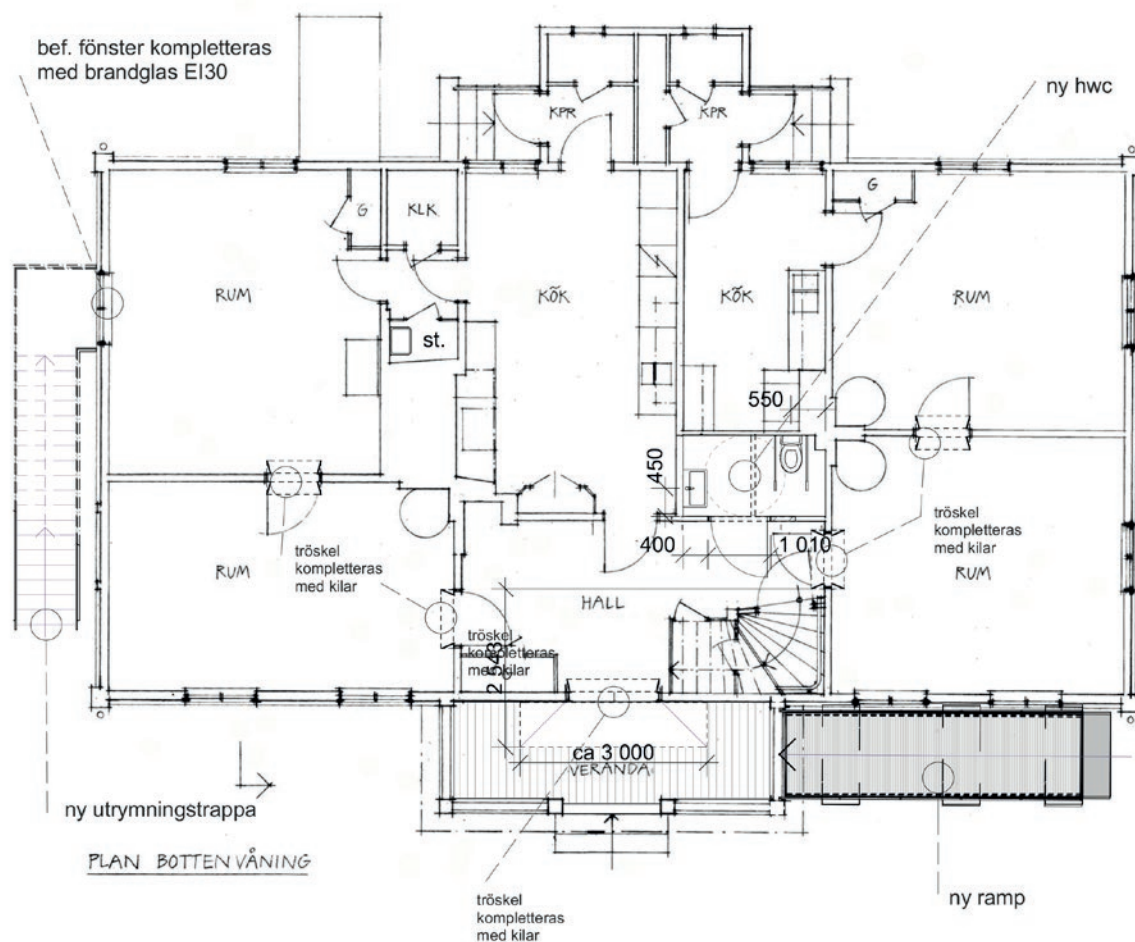 bef. fönster kompletteras
med brandglas EI30
ny hwc
KPR
KPR
G
KLK
G
RUM
KÖK
KÖK
RUM
st.
550
450
tröskel
kompletteras
med kilar
400
1 010
tröskel
kompletteras
med kilar
RUM
RUM
HALL
tröskel
kompletteras
med kilar
2 543
ca 3 000
VERANDA
ny utrymningstrappa
PLAN BOTTENVÅNING
tröskel
kompletteras
med kilar
ny ramp